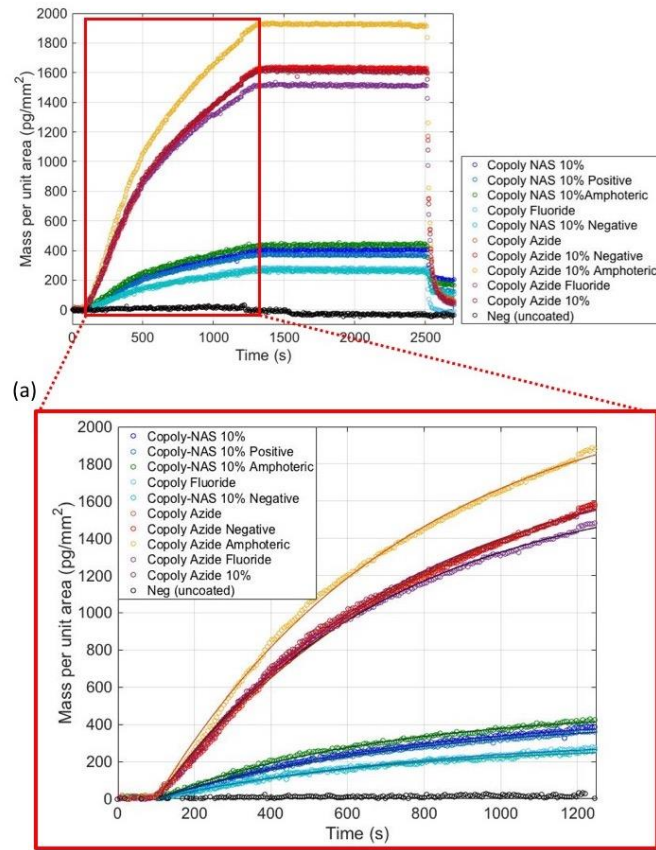 2000
1800
1600
1400
1200
1000
800
600
400
200
0
Mass per unit area (pg/mm²)
0 500 1000 1500 2000 2500
Time (s)
Copoly NAS 10%
Copoly NAS 10% Positive
Copoly NAS 10%Amphoteric
Copoly Fluoride
Copoly NAS 10% Negative
Copoly Azide
Copoly Azide 10% Negative
Copoly Azide 10% Amphoteric
Copoly Azide Fluoride
Copoly Azide 10%
Neg (uncoated)
(a)
2000
1800
1600
1400
1200
1000
800
600
400
200
0
Mass per unit area (pg/mm²)
Copoly-NAS 10%
Copoly-NAS 10% Positive
Copoly-NAS 10% Amphoteric
Copoly Fluoride
Copoly-NAS 10% Negative
Copoly Azide
Copoly Azide Negative
Copoly Azide Amphoteric
Copoly Azide Fluoride
Copoly Azide 10%
Neg (uncoated)
0 200 400 600 800 1000 1200
Time (s)